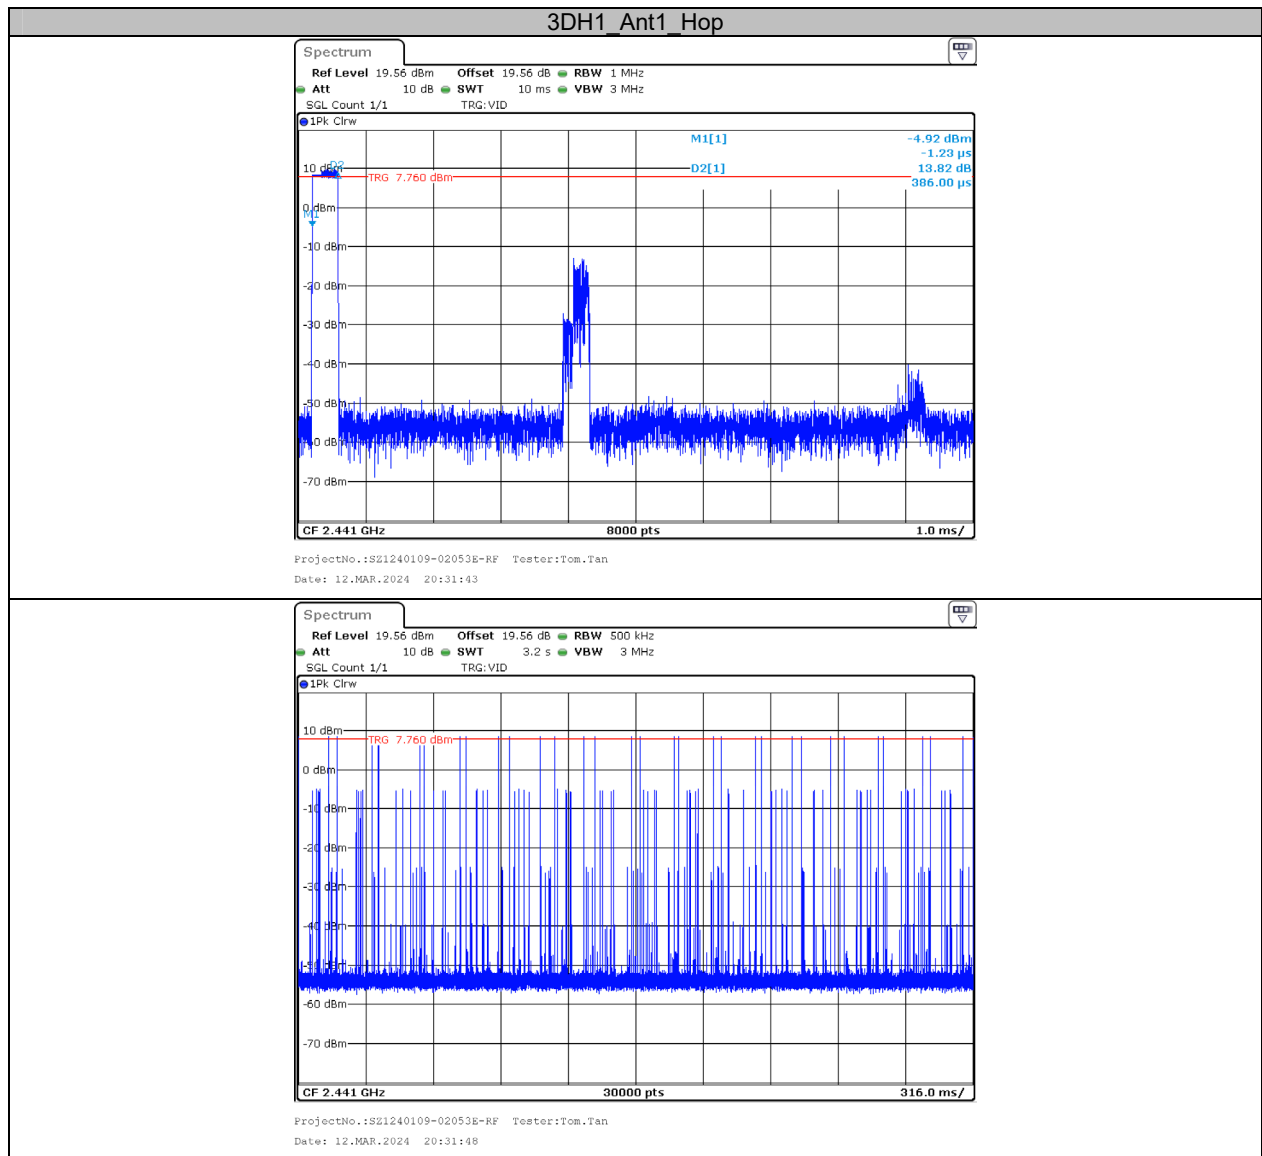 3DH1_Ant1_Hop
Spectrum
Ref Level 19.56 dBm Offset 19.56 dB RBW 1 MHz
Att 10 dB SWT 10 ms VBW 3 MHz
SGL Count 1/1 TRG:VID
1Pk Clrw
M1[1] -4.92 dBm
-1.23 µs
10 dBm D2 D2[1] 13.82 dB
TRG 7.760 dBm 386.00 µs
0 dBm
M1
-10 dBm
-20 dBm
-30 dBm
-40 dBm
-50 dBm
-60 dBm
-70 dBm
CF 2.441 GHz 8000 pts 1.0 ms/
ProjectNo.:SZ1240109-02053E-RF Tester:Tom.Tan
Date: 12.MAR.2024 20:31:43
Spectrum
Ref Level 19.56 dBm Offset 19.56 dB RBW 500 kHz
Att 10 dB SWT 3.2 s VBW 3 MHz
SGL Count 1/1 TRG:VID
1Pk Clrw
10 dBm
TRG 7.760 dBm
0 dBm
-10 dBm
-20 dBm
-30 dBm
-40 dBm
-50 dBm
-60 dBm
-70 dBm
CF 2.441 GHz 30000 pts 316.0 ms/
ProjectNo.:SZ1240109-02053E-RF Tester:Tom.Tan
Date: 12.MAR.2024 20:31:48